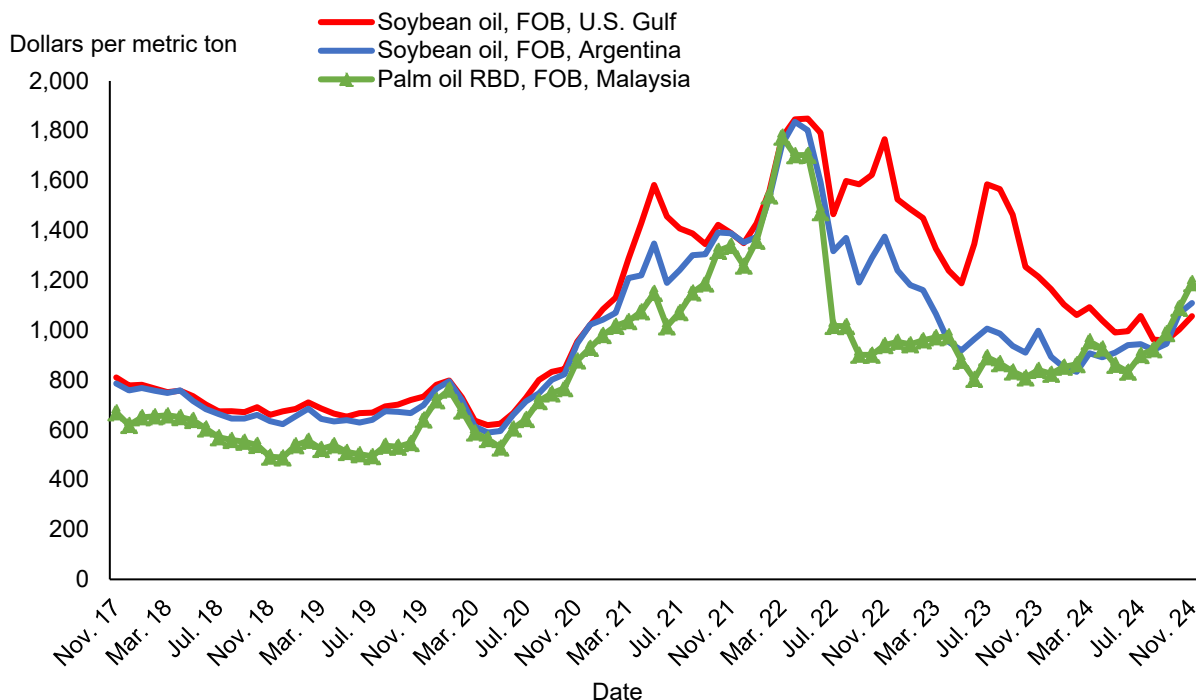 Soybean oil, FOB, U.S. Gulf
Dollars per metric ton
Soybean oil, FOB, Argentina
Palm oil RBD, FOB, Malaysia
2,000
1,800
1,600
1,400
1,200
1,000
800
600
400
200
0
Nov. 17
Mar. 18
Jul. 18
Nov. 18
Mar. 19
Jul. 19
Nov. 19
Mar. 20
Jul. 20
Nov. 20
Mar. 21
Jul. 21
Nov. 21
Mar. 22
Jul. 22
Nov. 22
Mar. 23
Jul. 23
Nov. 23
Mar. 24
Jul. 24
Nov. 24
Date